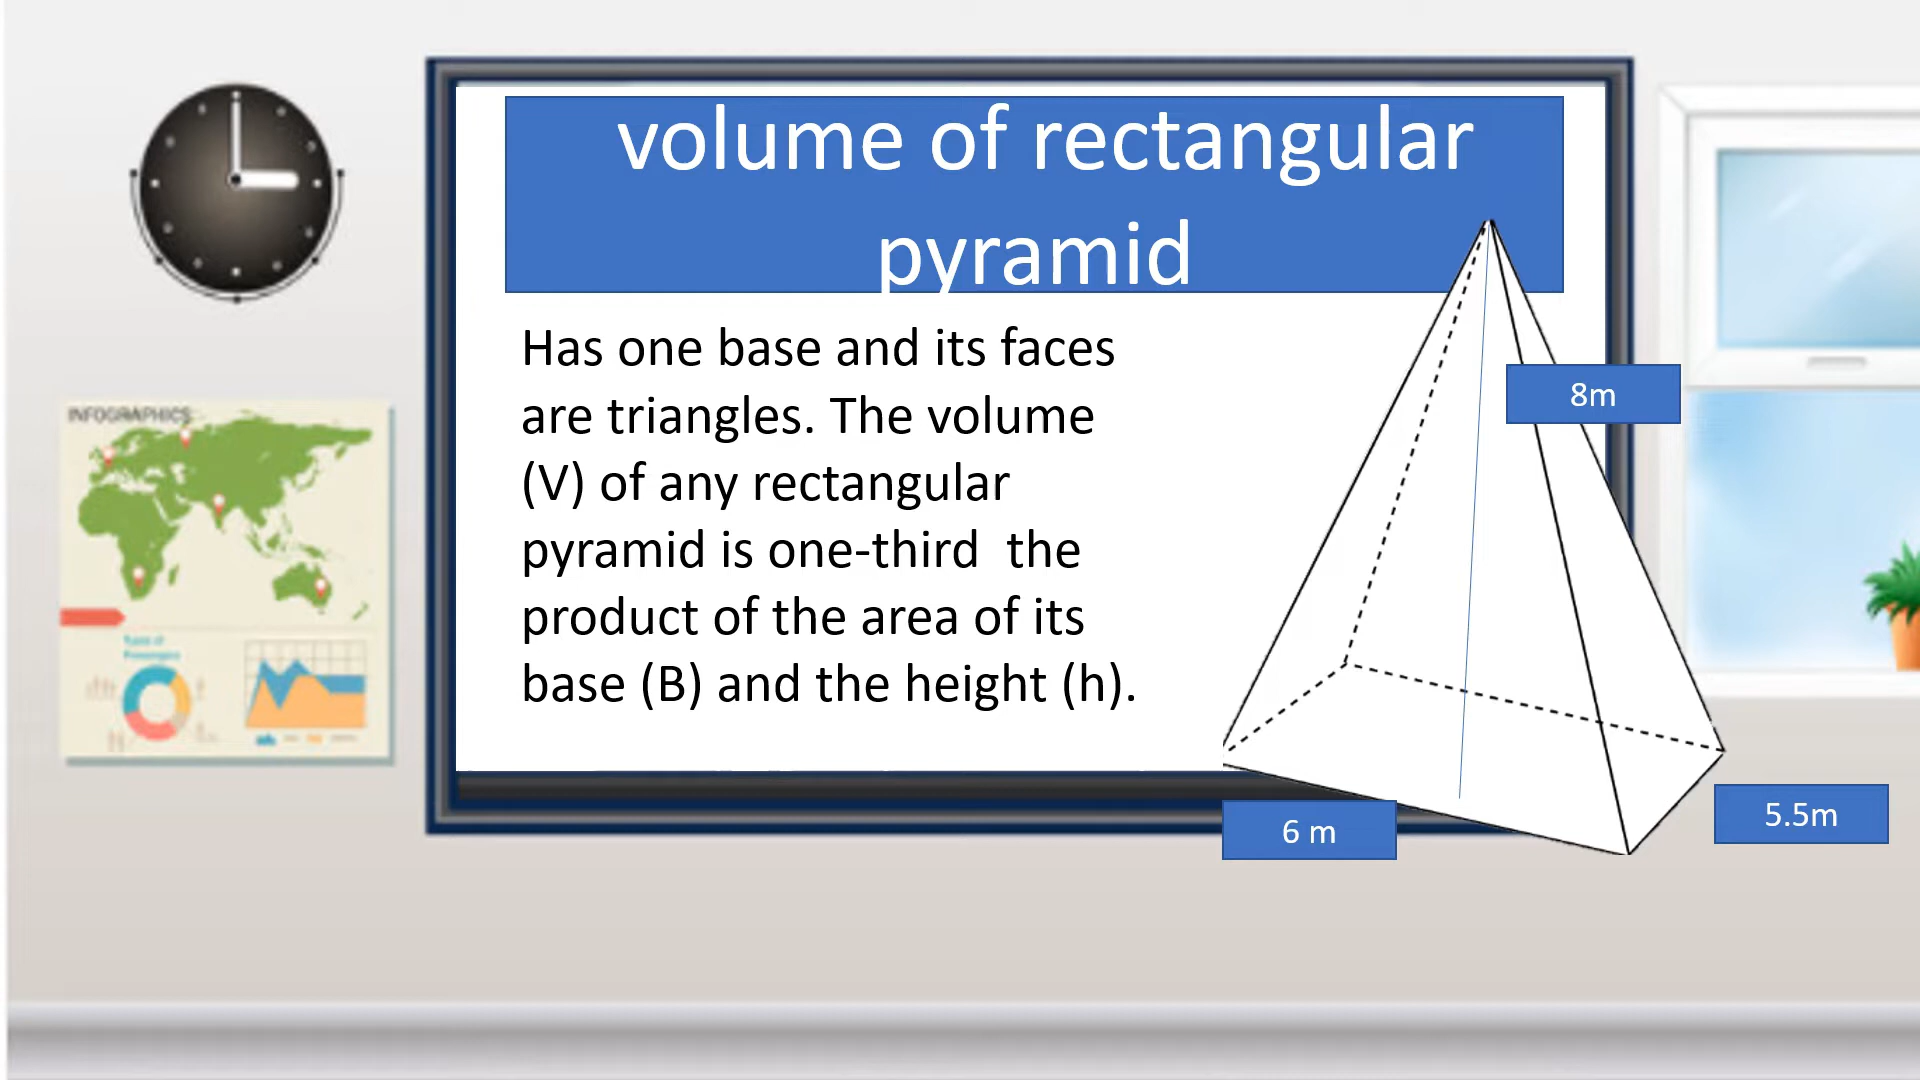 volume of rectangular
pyramid
Has one base and its faces
are triangles. The volume
(V) of any rectangular
pyramid is one-third  the
product of the area of its
base (B) and the height (h).
8m
6 m
5.5m
INFOGRAPHICS